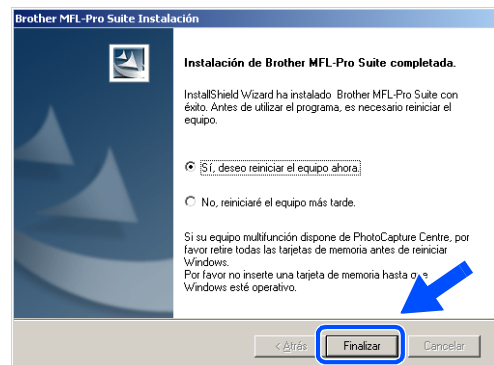 Brother MFL-Pro Suite Instalación
Instalación de Brother MFL-Pro Suite completada.
InstallShield Wizard ha instalado Brother MFL-Pro Suite con
éxito. Antes de utilizar el programa, es necesario reiniciar el
equipo.
Sí, deseo reiniciar el equipo ahora.
No, reiniciaré el equipo más tarde.
Si su equipo multifunción dispone de PhotoCapture Centre, por
favor retire todas las tarjetas de memoria antes de reiniciar
Windows.
Por favor no inserte una tarjeta de memoria hasta que
Windows esté operativo.
< Atrás
Finalizar
Cancelar